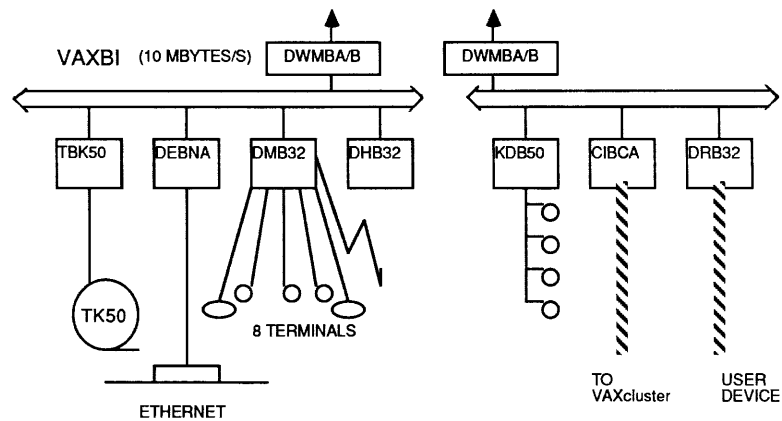 VAXBI (10 MBYTES/S)
DWMBA/B
DWMBA/B
TBK50
DEBNA
DMB32
DHB32
KDB50
CIBCA
DRB32
TK50
8 TERMINALS
ETHERNET
TO
VAXcluster
USER
DEVICE